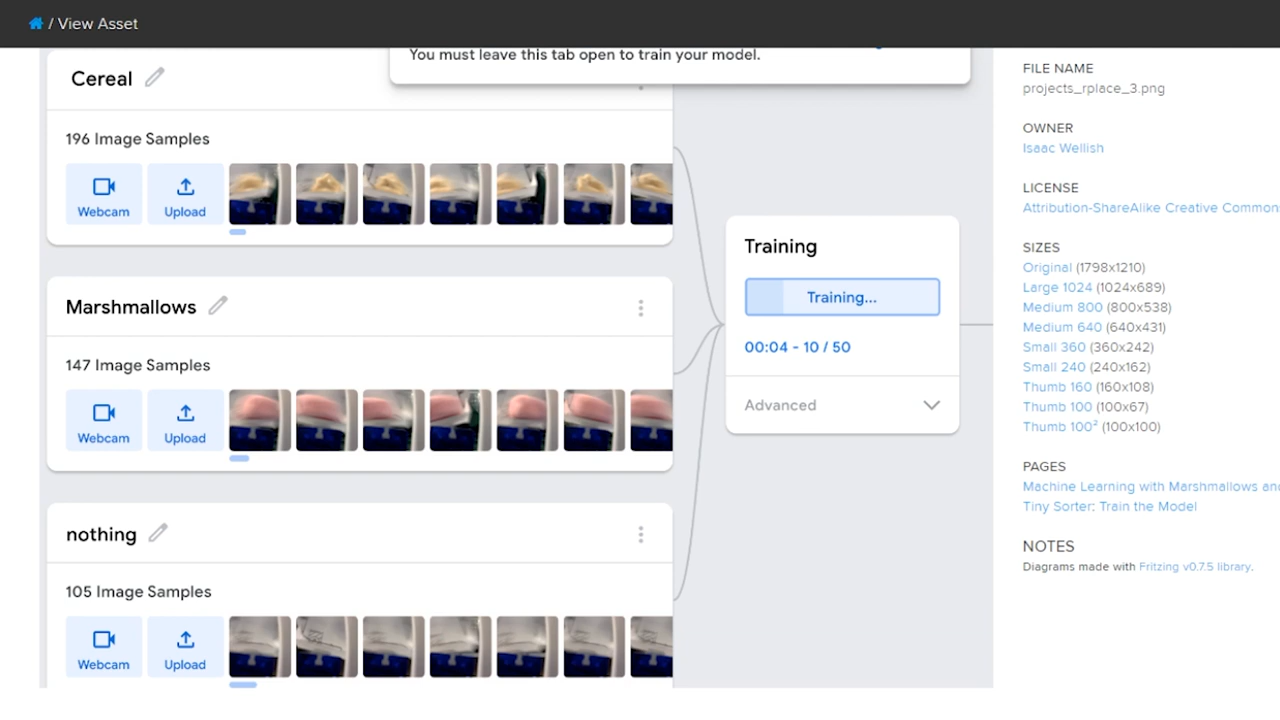 / View Asset
You must leave this tab open to train your model.
Cereal
196 Image Samples
Webcam
Upload
Marshmallows
147 Image Samples
Webcam
Upload
nothing
105 Image Samples
Webcam
Upload
Training
Training...
00:04 - 10 / 50
Advanced
FILE NAME
projects_rplace_3.png
OWNER
Isaac Wellish
LICENSE
Attribution-ShareAlike Creative Commons
SIZES
Original (1798x1210)
Large 1024 (1024x689)
Medium 800 (800x538)
Medium 640 (640x431)
Small 360 (360x242)
Small 240 (240x162)
Thumb 160 (160x108)
Thumb 100 (100x67)
Thumb 100² (100x100)
PAGES
Machine Learning with Marshmallows and
Tiny Sorter: Train the Model
NOTES
Diagrams made with Fritzing v0.7.5 library.